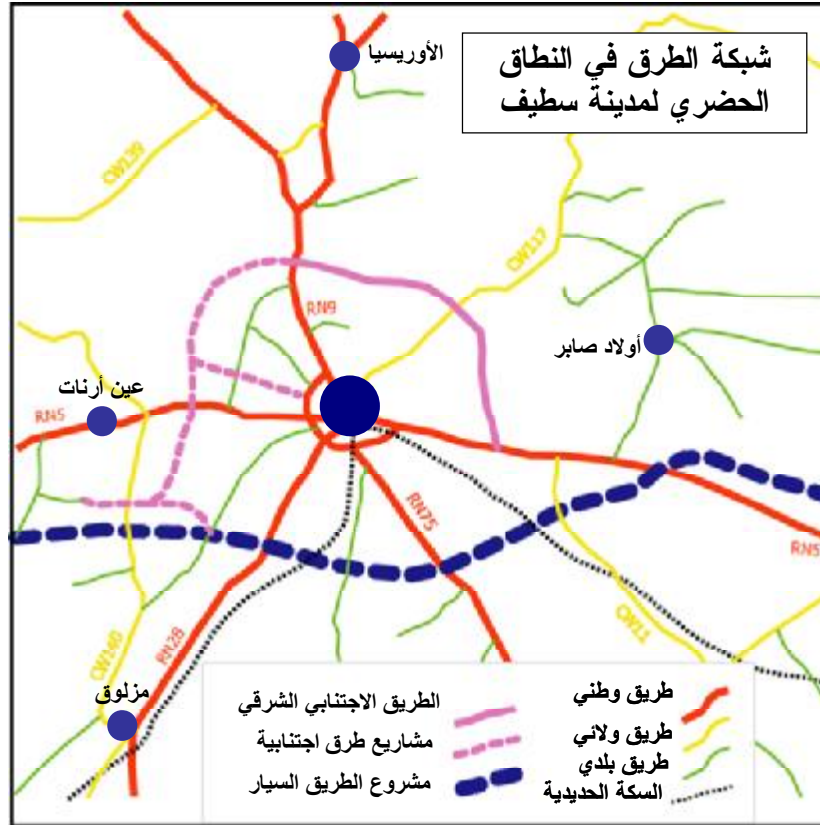 شبكة الطرق في النطاق
الحضري لمدينة سطيف
الأوريسيا
CW139
CW117
RN9
أولاد صابر
عين أرنات
RN5
RN75
RN5
CW11
RN28
CW140
مزلوق
طريق وطني
طريق ولائي
طريق بلدي
السكة الحديدية
الطريق الاجتنابي الشرقي
مشاريع طرق اجتنابية
مشروع الطريق السيار